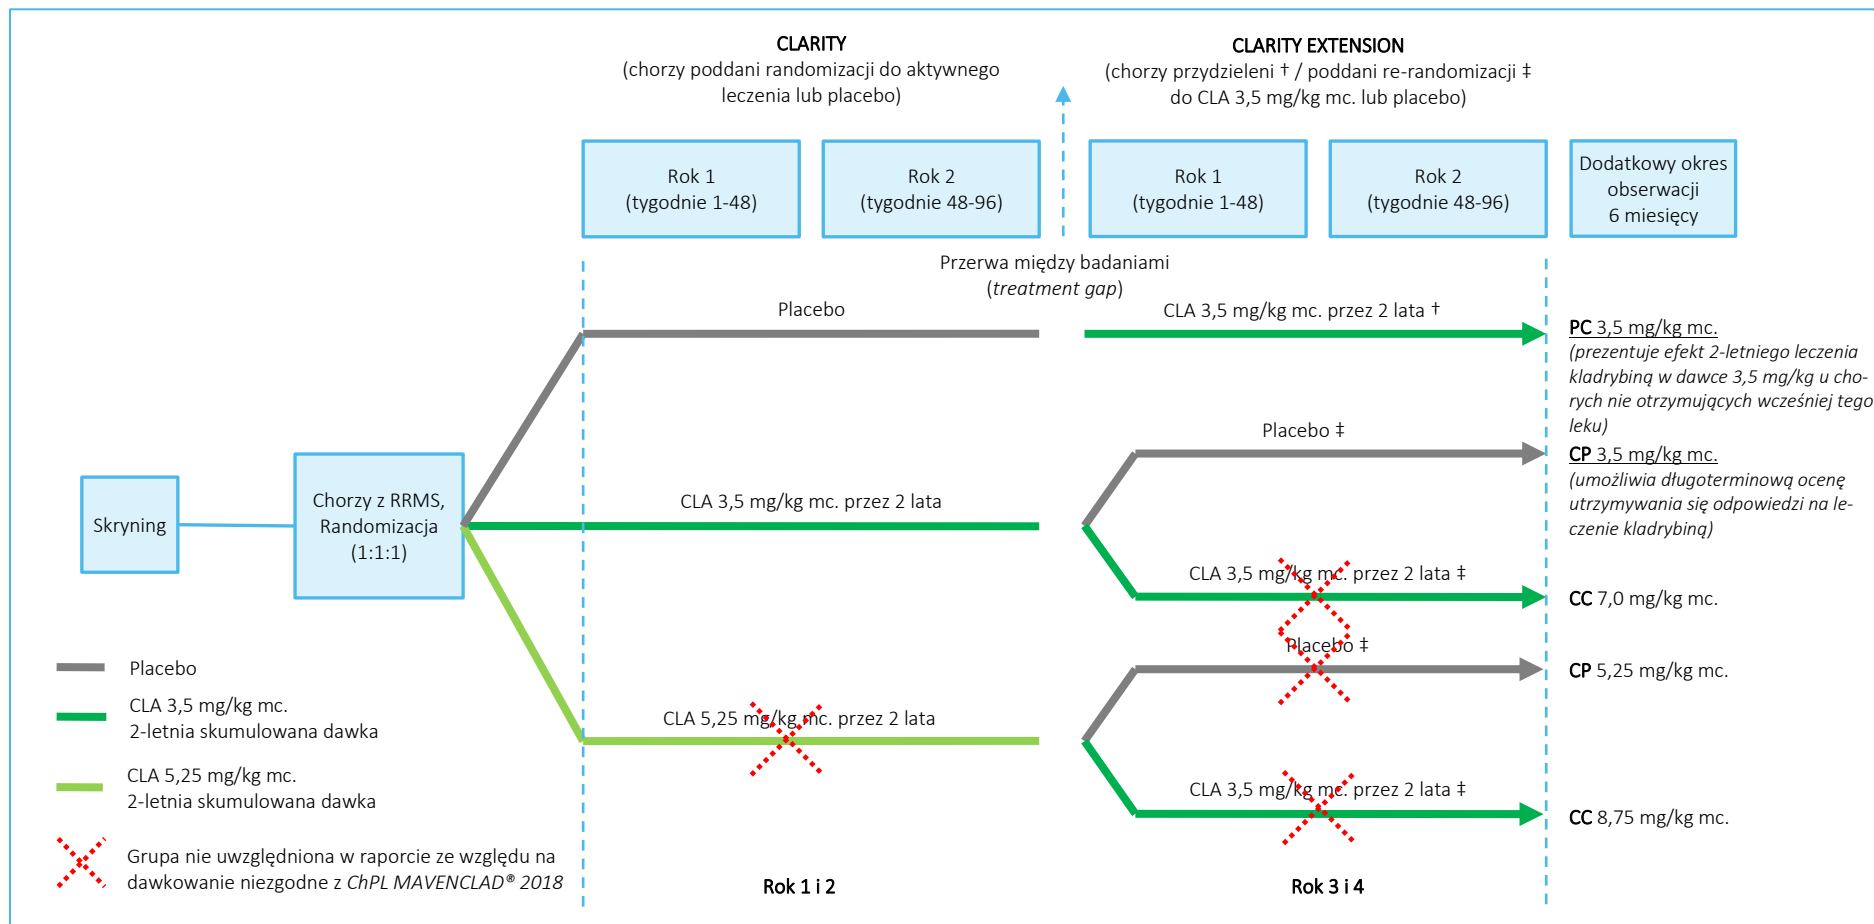 CLARITY
(chorzy poddani randomizacji do aktywnego
leczenia lub placebo)
CLARITY EXTENSION
(chorzy przydzieleni † / poddani re-randomizacji ‡
do CLA 3,5 mg/kg mc. lub placebo)
Rok 1
(tygodnie 1-48)
Rok 2
(tygodnie 48-96)
Rok 1
(tygodnie 1-48)
Rok 2
(tygodnie 48-96)
Dodatkowy okres
obserwacji
6 miesięcy
Przerwa między badaniami
(treatment gap)
Placebo
CLA 3,5 mg/kg mc. przez 2 lata †
PC 3,5 mg/kg mc.
(prezentuje efekt 2-letniego leczenia
kladrybiną w dawce 3,5 mg/kg u cho-
rych nie otrzymujących wcześniej tego
leku)
Placebo ‡
CP 3,5 mg/kg mc.
(umożliwia długoterminową ocenę
utrzymywania się odpowiedzi na le-
czenie kladrybiną)
Skryning
Chorzy z RRMS,
Randomizacja
(1:1:1)
CLA 3,5 mg/kg mc. przez 2 lata
CLA 3,5 mg/kg mc. przez 2 lata ‡
CC 7,0 mg/kg mc.
Placebo ‡
CP 5,25 mg/kg mc.
CLA 5,25 mg/kg mc. przez 2 lata
CLA 3,5 mg/kg mc. przez 2 lata ‡
CC 8,75 mg/kg mc.
Placebo
CLA 3,5 mg/kg mc.
2-letnia skumulowana dawka
CLA 5,25 mg/kg mc.
2-letnia skumulowana dawka
Grupa nie uwzględniona w raporcie ze względu na
dawkowanie niezgodne z ChPL MAVENCLAD® 2018
Rok 1 i 2
Rok 3 i 4